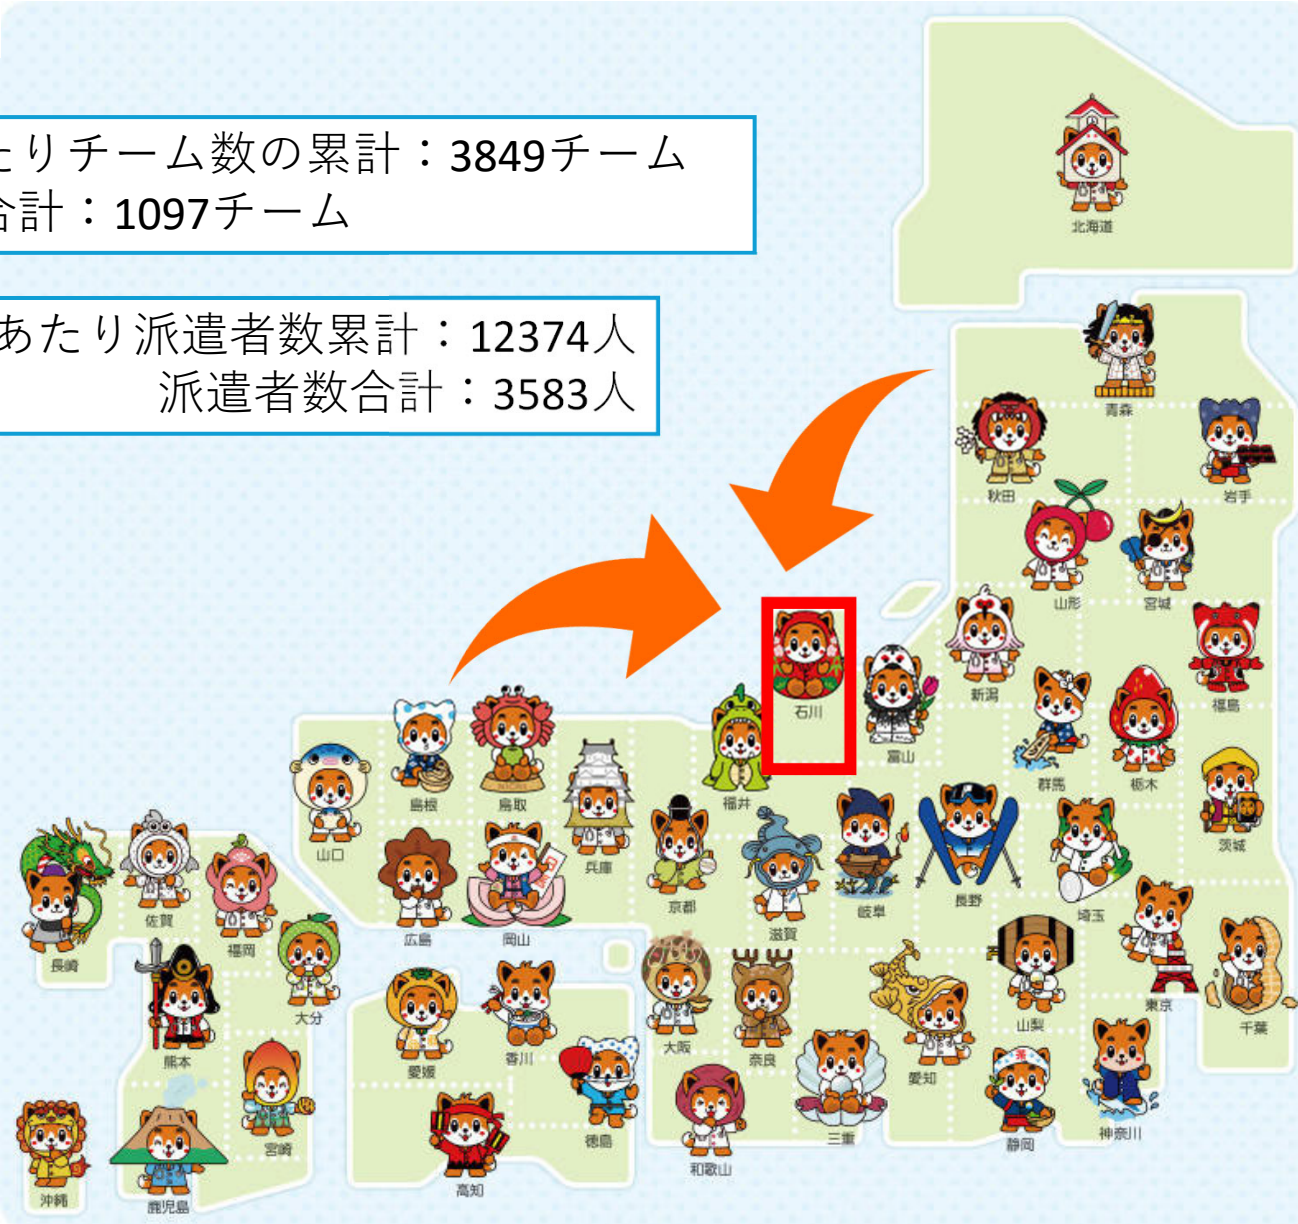 たりチーム数の累計：3849チーム
合計：1097チーム
あたり派遣者数累計：12374人
派遣者数合計：3583人
北海道
青森
秋田
岩手
山形
宮城
新潟
福島
石川
富山
群馬
栃木
福井
島根
鳥取
兵庫
山口
茨城
京都
滋賀
岐阜
長野
埼玉
佐賀
福岡
広島
岡山
長崎
大分
大阪
奈良
山梨
東京
千葉
熊本
愛媛
香川
愛知
宮崎
徳島
三重
静岡
神奈川
和歌山
高知
沖縄
鹿児島